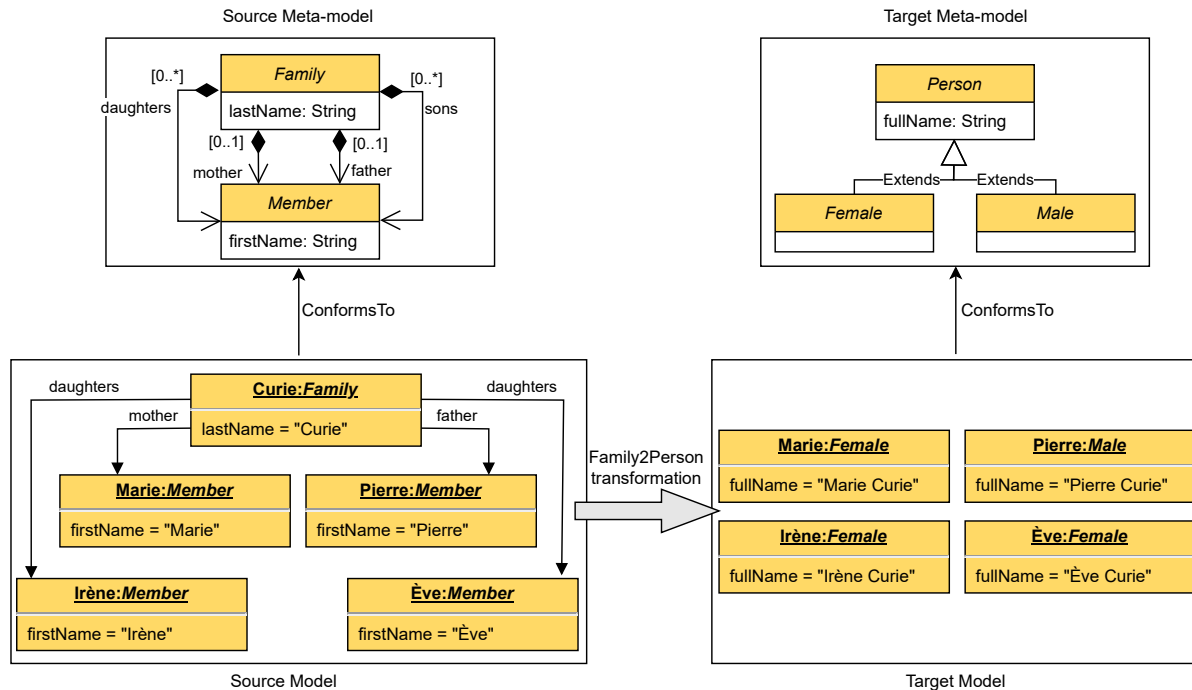 Source Meta-model
[0..*]
Family
[0..*]
daughters
lastName: String
sons
[0..1]
[0..1]
mother
father
Member
firstName: String
ConformsTo
Target Meta-model
Person
fullName: String
Extends
Extends
Female
Male
ConformsTo
daughters
Curie:Family
daughters
mother
lastName = "Curie"
father
Marie:Member
firstName = "Marie"
Pierre:Member
firstName = "Pierre"
Irène:Member
firstName = "Irène"
Ève:Member
firstName = "Ève"
Source Model
Family2Person
transformation
Marie:Female
fullName = "Marie Curie"
Pierre:Male
fullName = "Pierre Curie"
Irène:Female
fullName = "Irène Curie"
Ève:Female
fullName = "Ève Curie"
Target Model